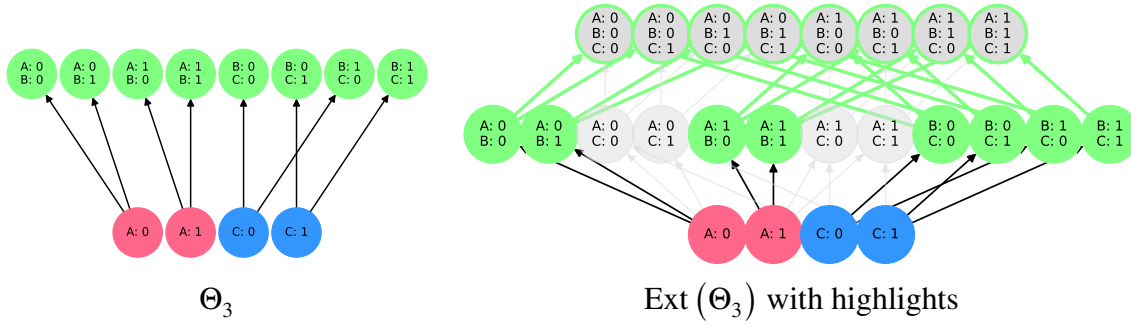 A: 0 A: 0 A: 0 A: 0 A: 1 A: 1 A: 1 A: 1
B: 0 B: 0 B: 1 B: 1 B: 0 B: 0 B: 1 B: 1
C: 0 C: 1 C: 0 C: 1 C: 0 C: 1 C: 0 C: 1
A: 0 A: 0 A: 1 A: 1 B: 0 B: 0 B: 1 B: 1
B: 0 B: 1 B: 0 B: 1 C: 0 C: 1 C: 0 C: 1
A: 0 A: 0 A: 0 A: 0 A: 1 A: 1 A: 1 A: 1 B: 0 B: 0 B: 1 B: 1
B: 0 B: 1 C: 0 C: 1 B: 0 B: 1 C: 0 C: 1 C: 0 C: 1 C: 0 C: 1
A: 0 A: 1 C: 0 C: 1
A: 0 A: 1 C: 0 C: 1
Θ₃
Ext (Θ₃) with highlights